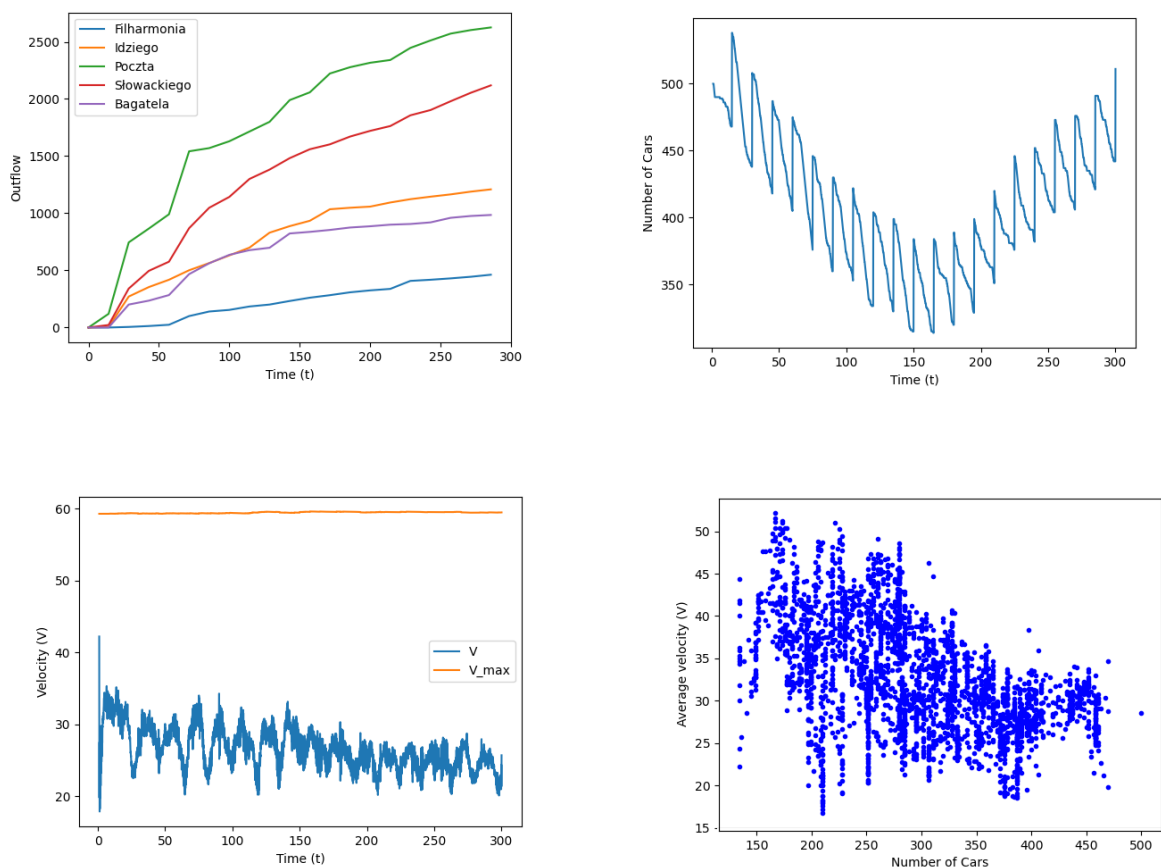 Filharmonia
Idziego
Poczta
Słowackiego
Bagatela
2500
2000
1500
1000
500
0
Outflow
0 50 100 150 200 250 300
Time (t)
500
450
400
350
Number of Cars
0 50 100 150 200 250 300
Time (t)
60
50
40
30
20
Velocity (V)
V
V_max
0 50 100 150 200 250 300
Time (t)
50
45
40
35
30
25
20
15
Average velocity (V)
150 200 250 300 350 400 450 500
Number of Cars